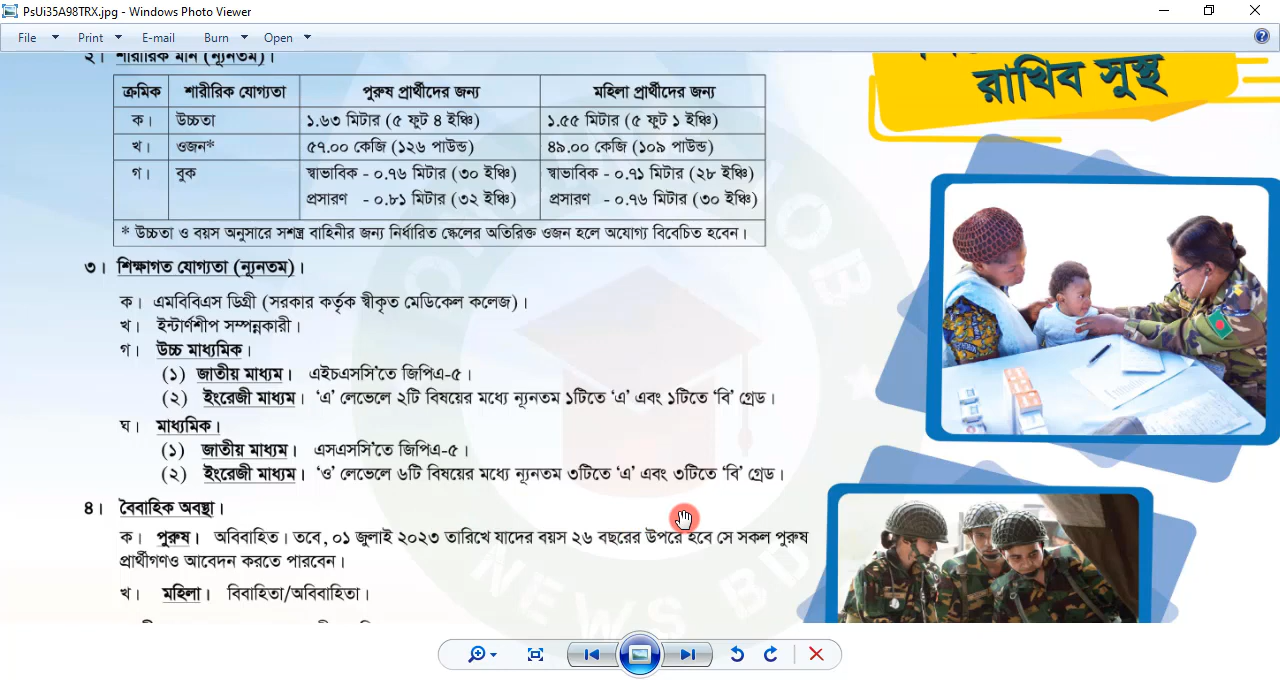 PsUi35A98TRX.jpg - Windows Photo Viewer
File Print E-mail Burn Open
২। শারীরিক মান (ন্যূনতম)।
রাখিব সুস্থ
ক্রমিক শারীরিক যোগ্যতা পুরুষ প্রার্থীদের জন্য মহিলা প্রার্থীদের জন্য
ক। উচ্চতা ১.৬৩ মিটার (৫ ফুট ৪ ইঞ্চি) ১.৫৫ মিটার (৫ ফুট ১ ইঞ্চি)
খ। ওজন* ৫৭.০০ কেজি (১২৬ পাউন্ড) ৪৯.০০ কেজি (১০৯ পাউন্ড)
গ। বুক স্বাভাবিক - ০.৭৬ মিটার (৩০ ইঞ্চি) স্বাভাবিক - ০.৭১ মিটার (২৮ ইঞ্চি)
প্রসারণ - ০.৮১ মিটার (৩২ ইঞ্চি) প্রসারণ - ০.৭৬ মিটার (৩০ ইঞ্চি)
* উচ্চতা ও বয়স অনুসারে সশস্ত্র বাহিনীর জন্য নির্ধারিত স্কেলের অতিরিক্ত ওজন হলে অযোগ্য বিবেচিত হবেন।
৩। শিক্ষাগত যোগ্যতা (ন্যূনতম)।
ক। এমবিবিএস ডিগ্রী (সরকার কর্তৃক স্বীকৃত মেডিকেল কলেজ)।
খ। ইন্টার্ণশীপ সম্পন্নকারী।
গ। উচ্চ মাধ্যমিক।
(১) জাতীয় মাধ্যম। এইচএসসি'তে জিপিএ-৫।
(২) ইংরেজী মাধ্যম। ‘এ’ লেভেলে ২টি বিষয়ের মধ্যে ন্যূনতম ১টিতে ‘এ’ এবং ১টিতে ‘বি’ গ্রেড।
ঘ। মাধ্যমিক।
(১) জাতীয় মাধ্যম। এসএসসি'তে জিপিএ-৫।
(২) ইংরেজী মাধ্যম। ‘ও’ লেভেলে ৬টি বিষয়ের মধ্যে ন্যূনতম ৩টিতে ‘এ’ এবং ৩টিতে ‘বি’ গ্রেড।
৪। বৈবাহিক অবস্থা।
ক। পুরুষ। অবিবাহিত। তবে, ০১ জুলাই ২০২৩ তারিখে যাদের বয়স ২৬ বছরের উপরে হবে সে সকল পুরুষ
প্রার্থীগণও আবেদন করতে পারবেন।
খ। মহিলা। বিবাহিতা/অবিবাহিতা।
NEWS BD